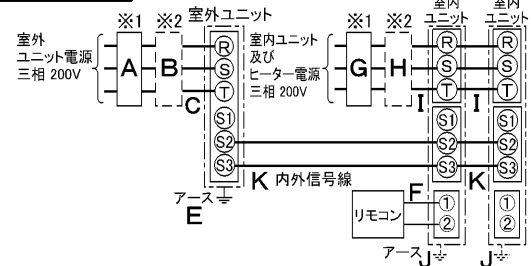 ※1 ※2 室外ユニット
室外
ユニット電源
三相 200V
A B C
R
S
T
S1
S2
S3
アース
E
※1 ※2
室内ユニット
及び
ヒーター電源
三相 200V
G H I I
室内
ユニット
R
S
T
S1
S2
S3
①
②
室内
ユニット
R
S
T
S1
S2
S3
①
②
K 内外信号線
K
F
リモコン
アース J
J